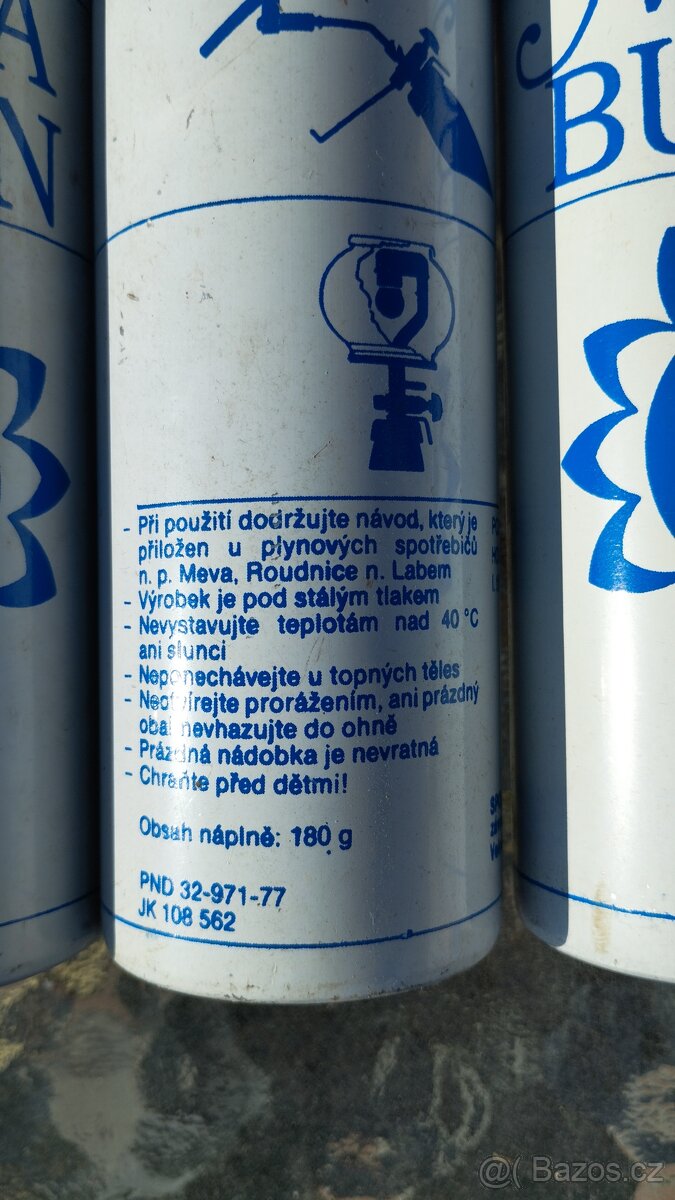 A
N
BU
- Při použití dodržujte návod, který je
přiložen u plynových spotřebičů
n. p. Meva, Roudnice n. Labem
- Výrobek je pod stálým tlakem
- Nevystavujte teplotám nad 40 °C
ani slunci
- Neponechávejte u topných těles
- Neotvírejte prorážením, ani prázdný
obal nevhazujte do ohně
- Prázdná nádobka je nevratná
- Chraňte před dětmi!
Obsah náplně: 180 g
PND 32-971-77
JK 108 562
@ Bazos.cz